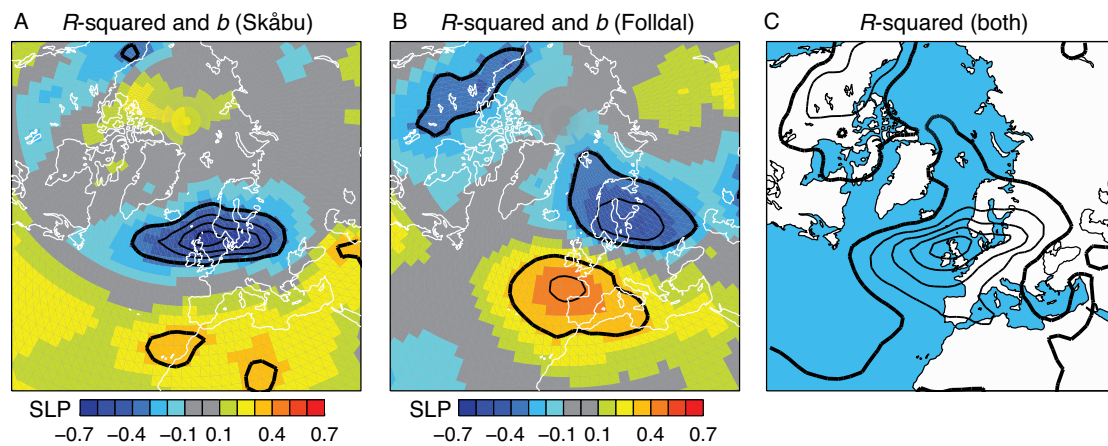 A R-squared and b (Skåbu)
B R-squared and b (Folldal)
C R-squared (both)
SLP
−0.7 −0.4 −0.1 0.1 0.4 0.7
SLP
−0.7 −0.4 −0.1 0.1 0.4 0.7